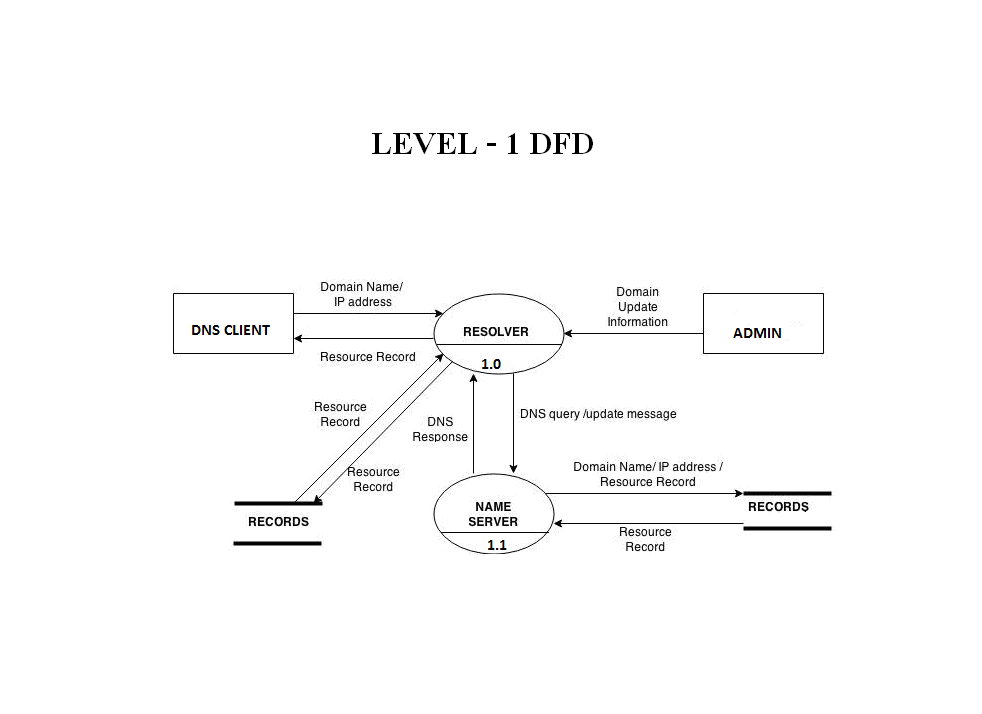 LEVEL - 1 DFD
Domain Name/
IP address
Domain
Update
Information
DNS CLIENT
RESOLVER
ADMIN
Resource Record
1.0
Resource
Record
DNS
Response
DNS query /update message
Resource
Record
Domain Name/ IP address /
Resource Record
RECORDS
NAME
SERVER
RECORDS
Resource
Record
1.1